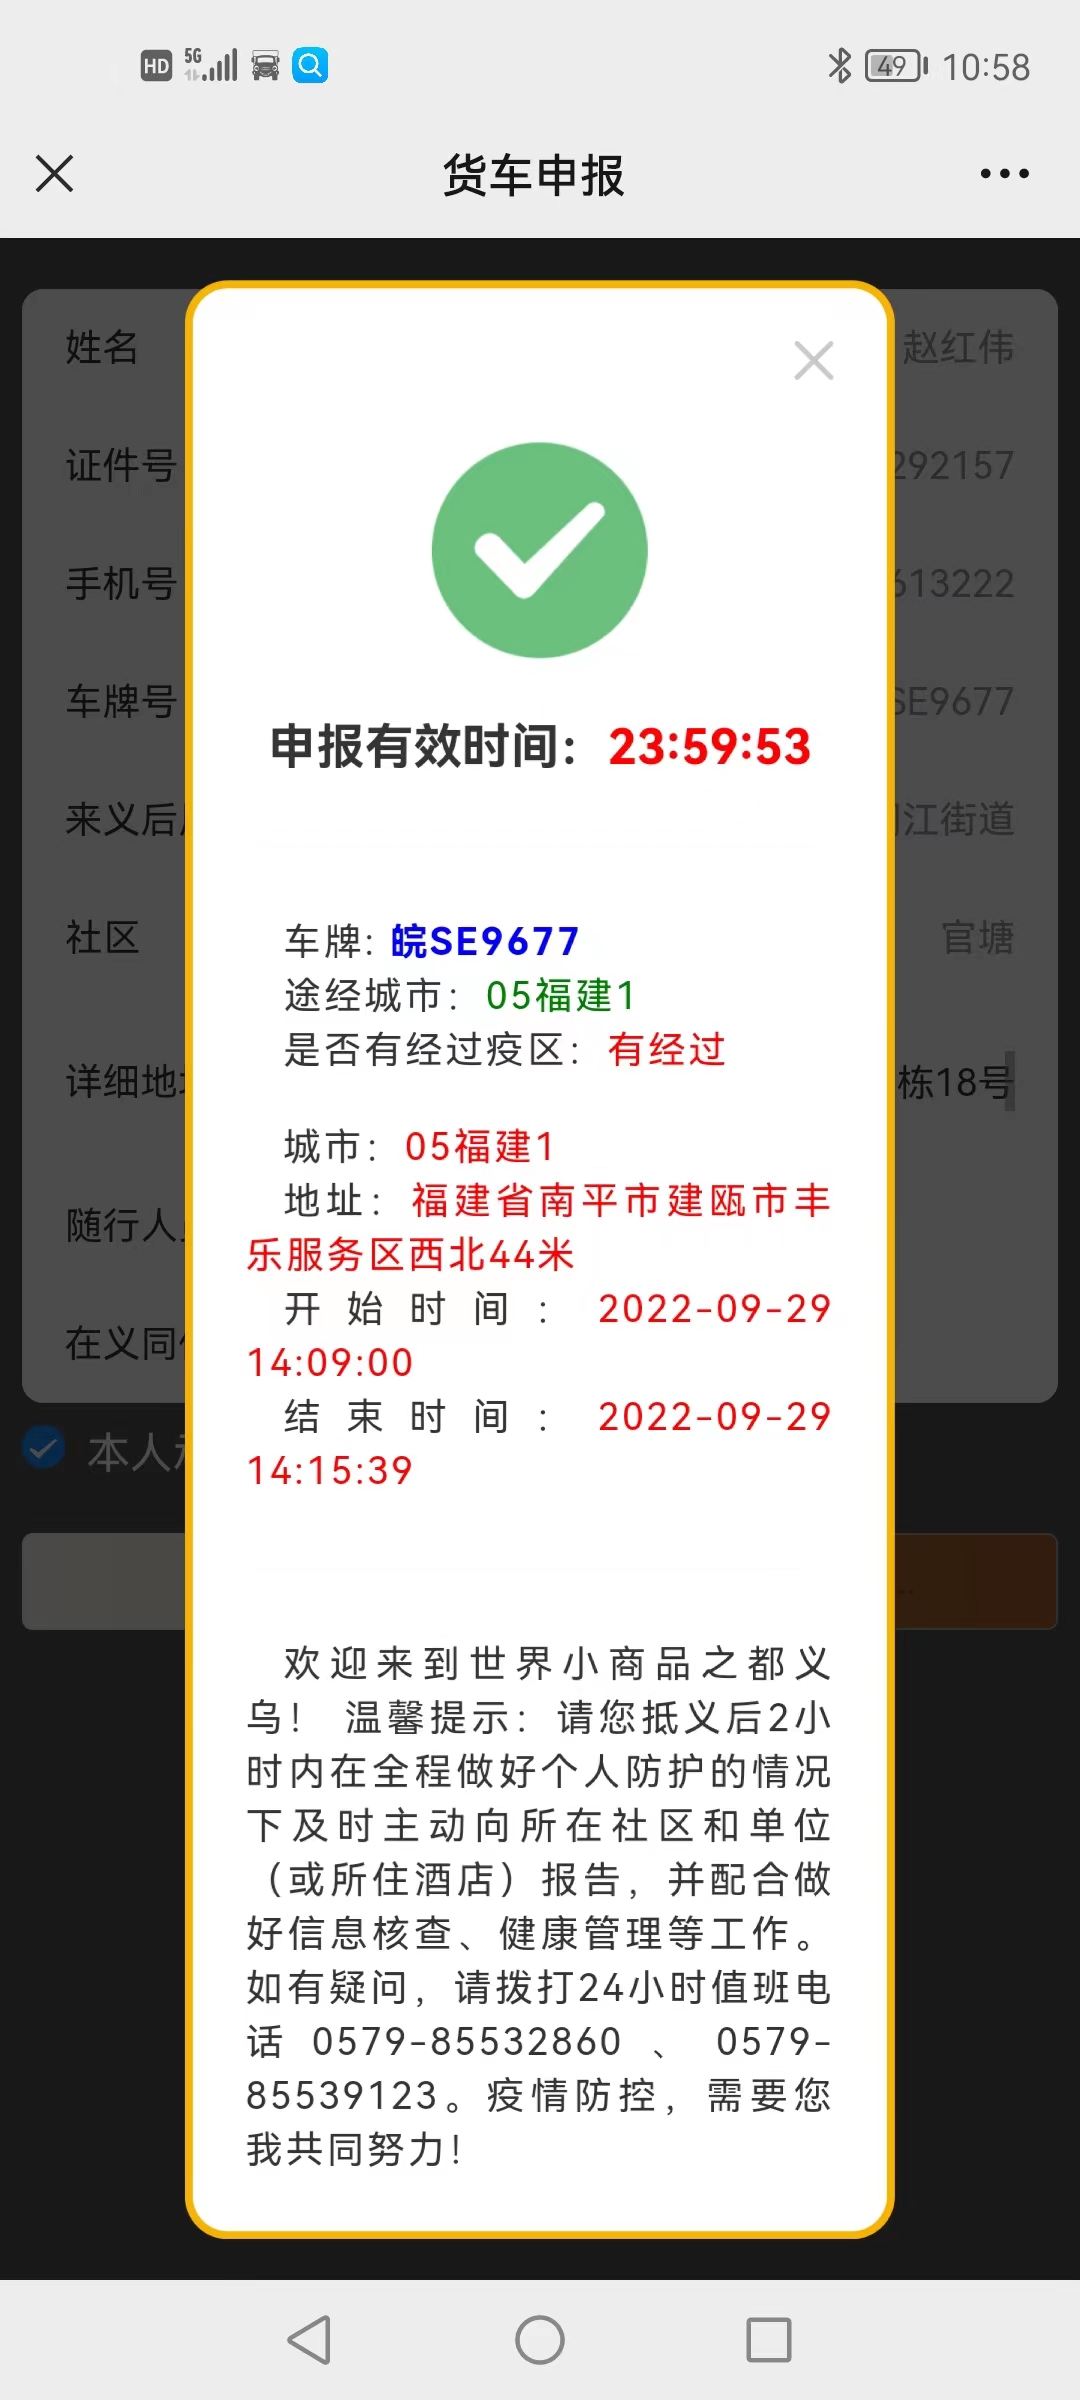 HD 5G 49 10:58
货车申报
姓名 赵红伟
证件号 292157
手机号 613222
车牌号 SE9677
来义后 江街道
社区 官塘
详细地 栋18号
随行人
在义同
本人
申报有效时间：23:59:53
车牌：皖SE9677
途经城市：05福建1
是否有经过疫区：有经过
城市：05福建1
地址：福建省南平市建瓯市丰
乐服务区西北44米
开始时间：2022-09-29
14:09:00
结束时间：2022-09-29
14:15:39
欢迎来到世界小商品之都义
乌！ 温馨提示：请您抵义后2小
时内在全程做好个人防护的情况
下及时主动向所在社区和单位
（或所住酒店）报告，并配合做
好信息核查、健康管理等工作。
如有疑问，请拨打24小时值班电
话0579-85532860、0579-
85539123。疫情防控，需要您
我共同努力！